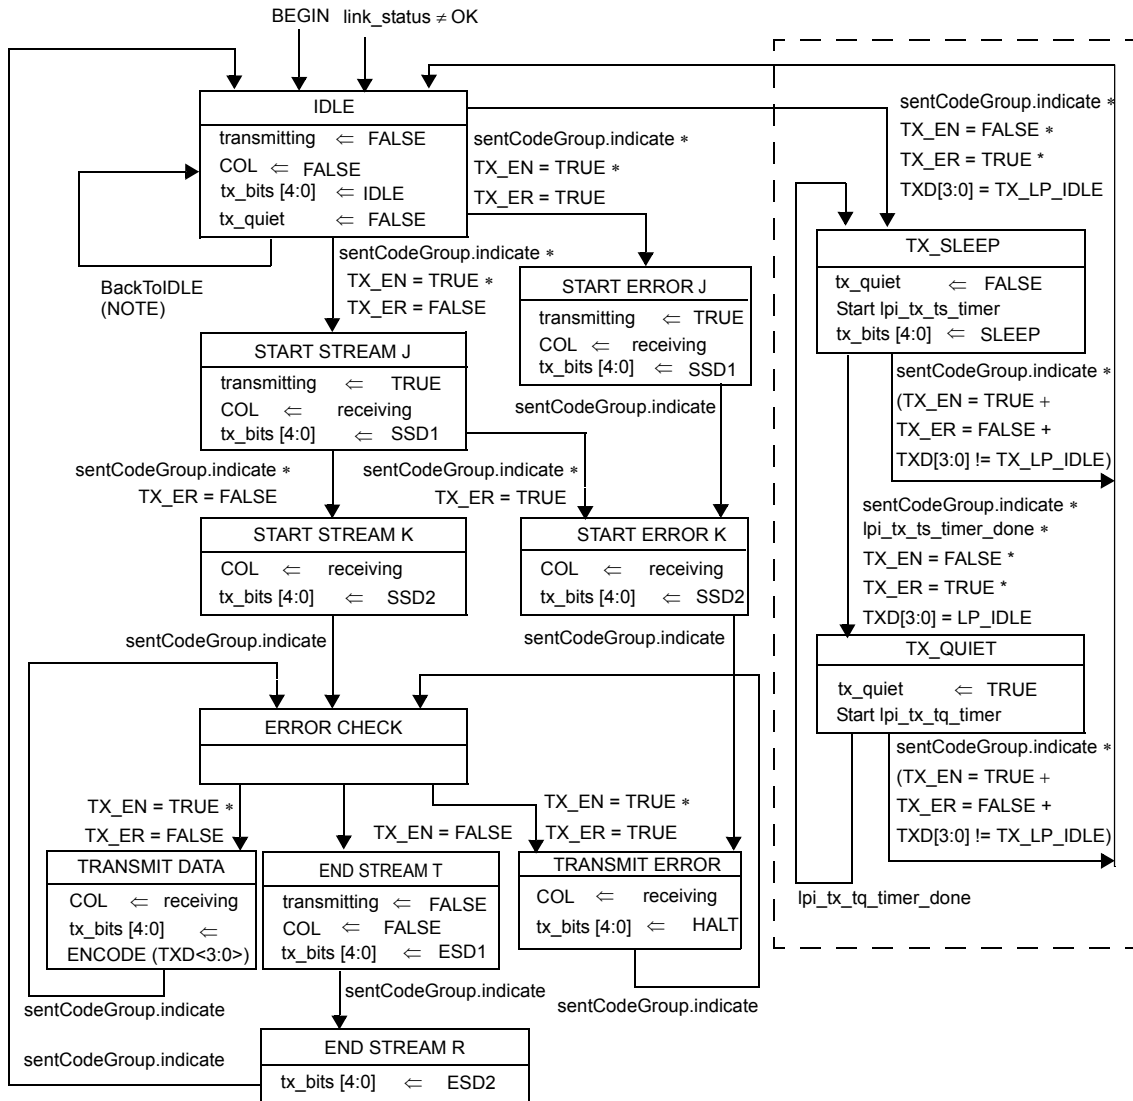 BEGIN
link_status ≠ OK
IDLE
transmitting ⇐ FALSE
COL ⇐ FALSE
tx_bits [4:0] ⇐ IDLE
tx_quiet ⇐ FALSE
BackToIDLE
(NOTE)
sentCodeGroup.indicate ∗
TX_EN = TRUE ∗
TX_ER = TRUE
sentCodeGroup.indicate ∗
TX_EN = TRUE ∗
TX_ER = FALSE
START ERROR J
transmitting ⇐ TRUE
COL ⇐ receiving
tx_bits [4:0] ⇐ SSD1
sentCodeGroup.indicate
START STREAM J
transmitting ⇐ TRUE
COL ⇐ receiving
tx_bits [4:0] ⇐ SSD1
sentCodeGroup.indicate ∗
TX_ER = FALSE
sentCodeGroup.indicate ∗
TX_ER = TRUE
START STREAM K
COL ⇐ receiving
tx_bits [4:0] ⇐ SSD2
sentCodeGroup.indicate
START ERROR K
COL ⇐ receiving
tx_bits [4:0] ⇐ SSD2
sentCodeGroup.indicate
ERROR CHECK
TX_EN = TRUE ∗
TX_ER = FALSE
TX_EN = FALSE
TX_EN = TRUE ∗
TX_ER = TRUE
TRANSMIT DATA
COL ⇐ receiving
tx_bits [4:0] ⇐
ENCODE (TXD<3:0>)
sentCodeGroup.indicate
END STREAM T
transmitting ⇐ FALSE
COL ⇐ FALSE
tx_bits [4:0] ⇐ ESD1
sentCodeGroup.indicate
TRANSMIT ERROR
COL ⇐ receiving
tx_bits [4:0] ⇐ HALT
sentCodeGroup.indicate
END STREAM R
tx_bits [4:0] ⇐ ESD2
sentCodeGroup.indicate
sentCodeGroup.indicate ∗
TX_EN = FALSE ∗
TX_ER = TRUE *
TXD[3:0] = TX_LP_IDLE
TX_SLEEP
tx_quiet ⇐ FALSE
Start lpi_tx_ts_timer
tx_bits [4:0] ⇐ SLEEP
sentCodeGroup.indicate ∗
(TX_EN = TRUE +
TX_ER = FALSE +
TXD[3:0] != TX_LP_IDLE)
sentCodeGroup.indicate ∗
lpi_tx_ts_timer_done ∗
TX_EN = FALSE *
TX_ER = TRUE *
TXD[3:0] = LP_IDLE
TX_QUIET
tx_quiet ⇐ TRUE
Start lpi_tx_tq_timer
sentCodeGroup.indicate ∗
(TX_EN = TRUE +
TX_ER = FALSE +
TXD[3:0] != TX_LP_IDLE)
lpi_tx_tq_timer_done